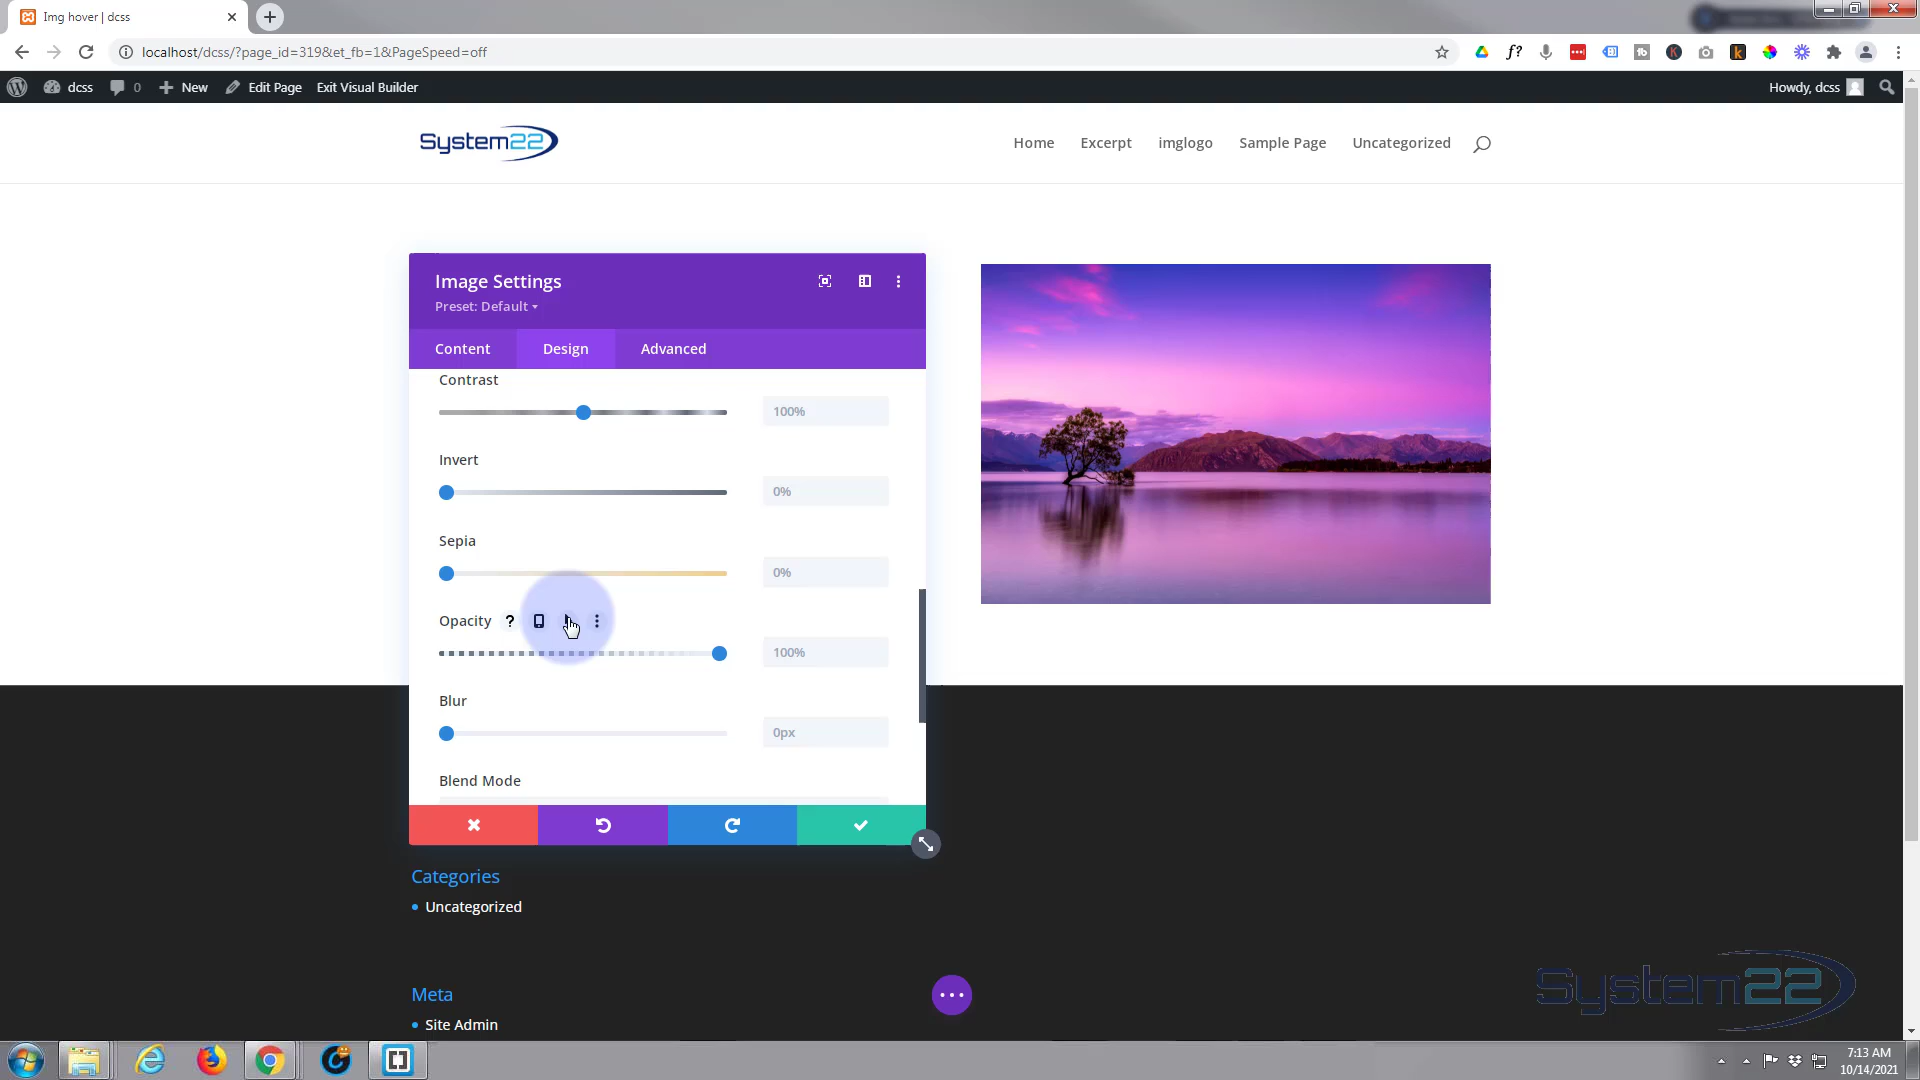 Img hover | dcss
localhost/dcss/?page_id=319&et_fb=1&PageSpeed=off
dcss
0
New
Edit Page
Exit Visual Builder
Howdy, dcss
System22
Home
Excerpt
imglogo
Sample Page
Uncategorized
Image Settings
Preset: Default
Content
Design
Advanced
Contrast
100%
Invert
0%
Sepia
0%
Opacity
?
100%
Blur
0px
Blend Mode
Categories
Uncategorized
Meta
Site Admin
System22
7:13 AM
10/14/2021